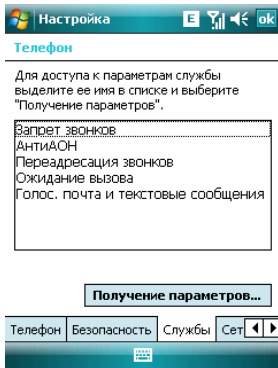 Настройка E ok
Телефон
Для доступа к параметрам службы
выделите ее имя в списке и выберите
"Получение параметров".
Запрет звонков
АнтиАОН
Переадресация звонков
Ожидание вызова
Голос. почта и текстовые сообщения
Получение параметров...
Телефон Безопасность Службы Сет